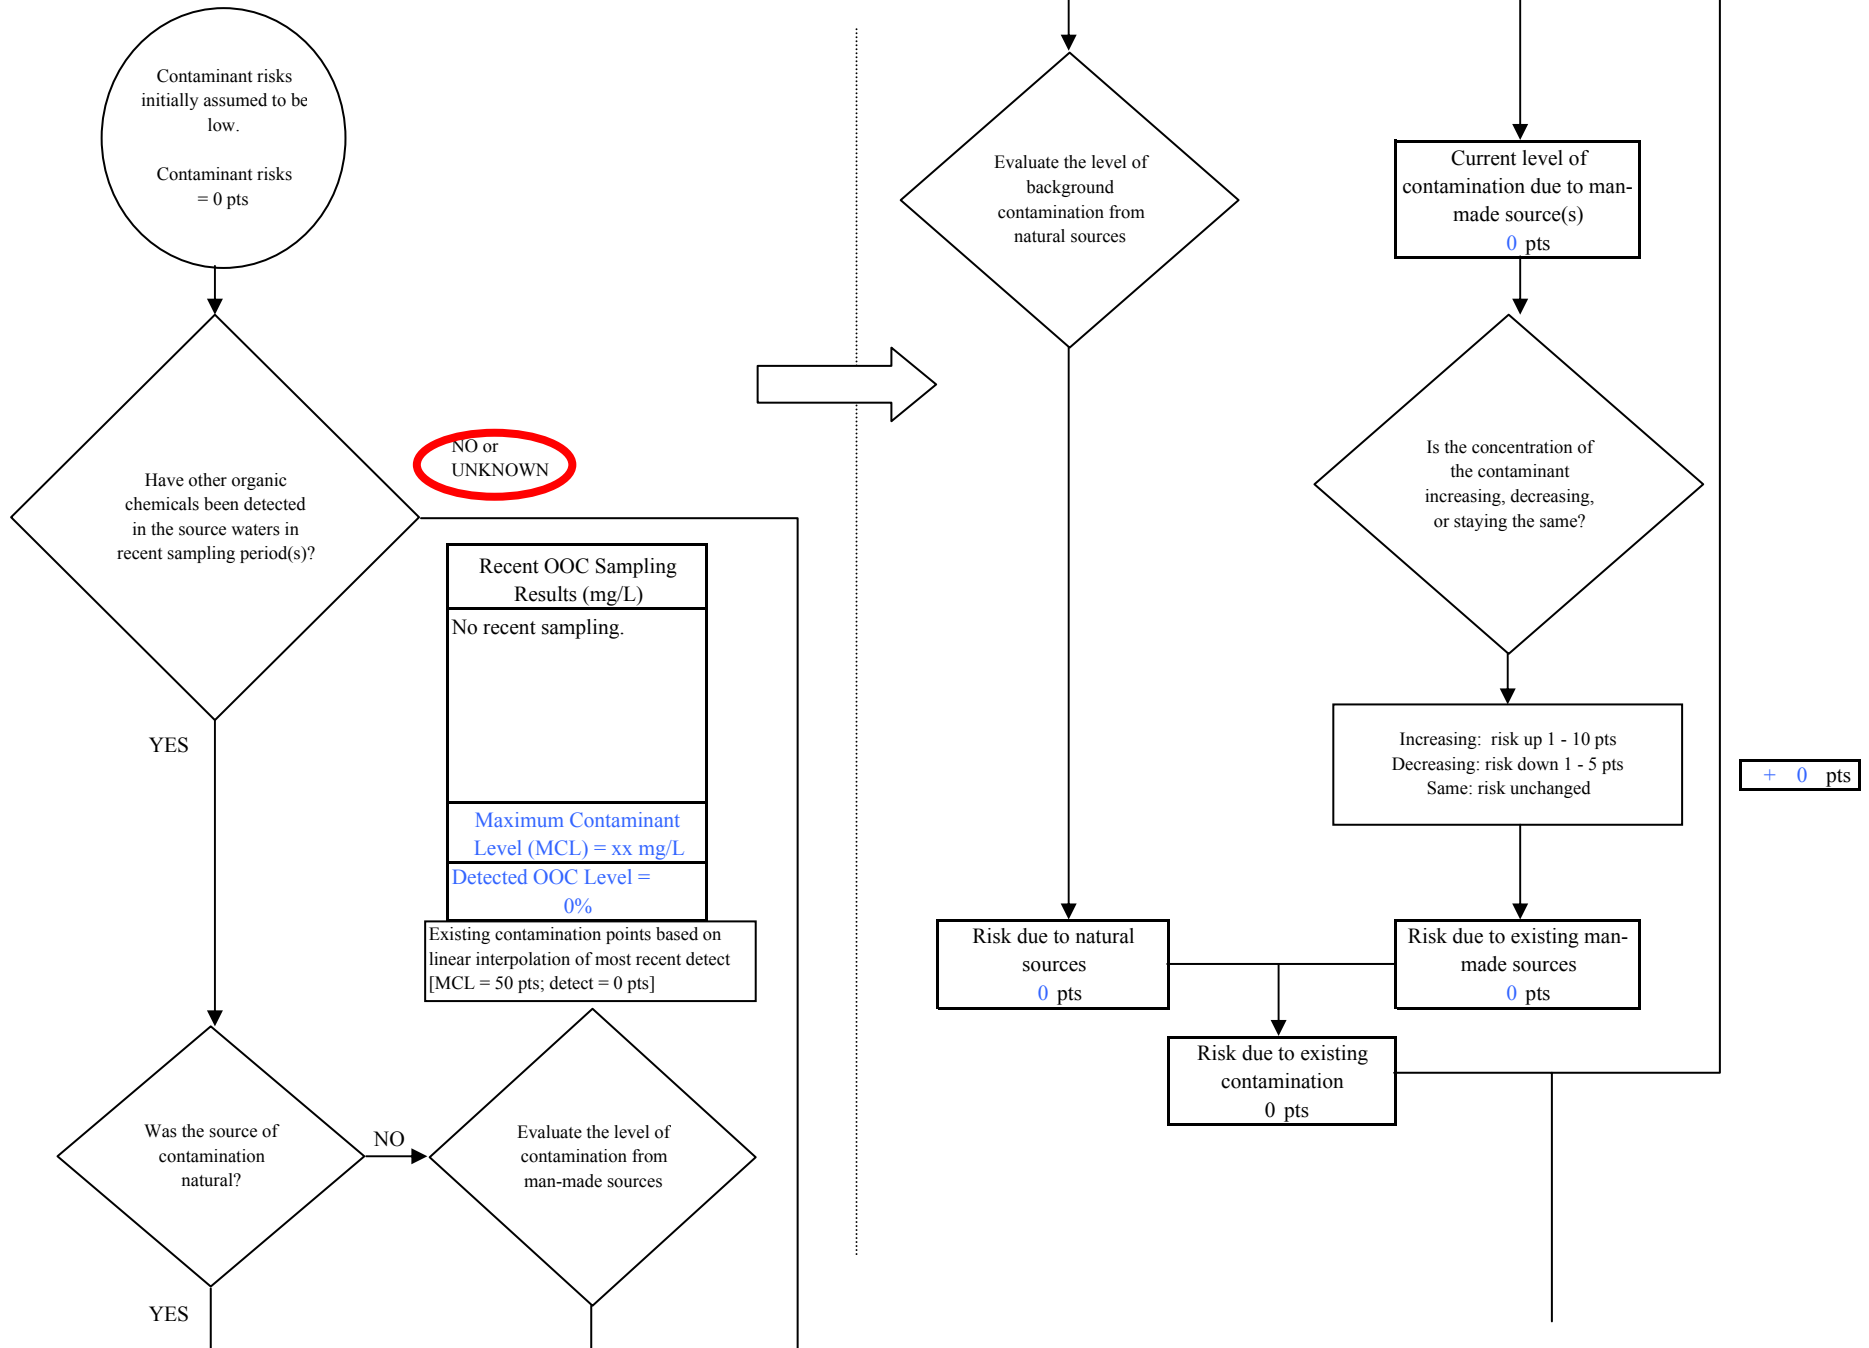 Contaminant risks
initially assumed to be
low.
Contaminant risks
= 0 pts
Have other organic
chemicals been detected
in the source waters in
recent sampling period(s)?
NO or
UNKNOWN
YES
Recent OOC Sampling
Results (mg/L)
No recent sampling.
Maximum Contaminant
Level (MCL) = xx mg/L
Detected OOC Level =
0%
Existing contamination points based on
linear interpolation of most recent detect
[MCL = 50 pts; detect = 0 pts]
Was the source of
contamination
natural?
NO
YES
Evaluate the level of
contamination from
man-made sources
Evaluate the level of
background
contamination from
natural sources
Current level of
contamination due to man-
made source(s)
0 pts
Is the concentration of
the contaminant
increasing, decreasing,
or staying the same?
Increasing: risk up 1 - 10 pts
Decreasing: risk down 1 - 5 pts
Same: risk unchanged
+ 0 pts
Risk due to natural
sources
0 pts
Risk due to existing man-
made sources
0 pts
Risk due to existing
contamination
0 pts